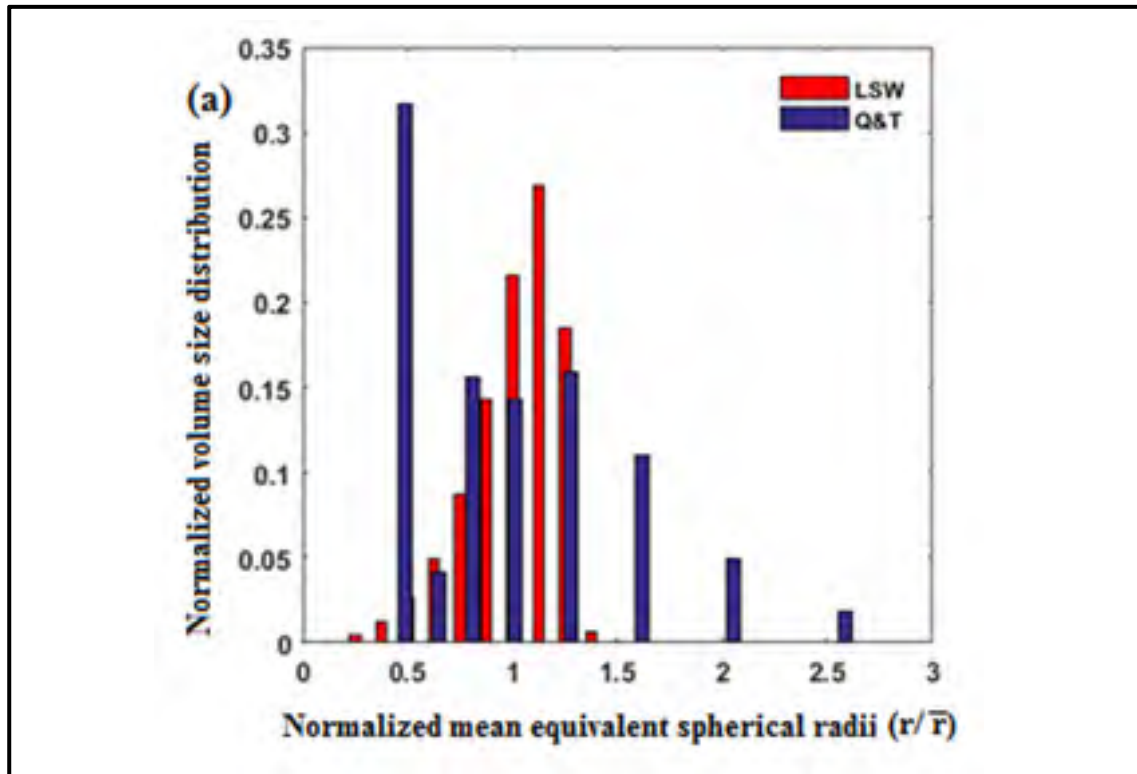 (a)
Normalized volume size distribution
0.35
0.3
0.25
0.2
0.15
0.1
0.05
0
LSW
Q&T
0 0.5 1 1.5 2 2.5 3
Normalized mean equivalent spherical radii (r/r̅)